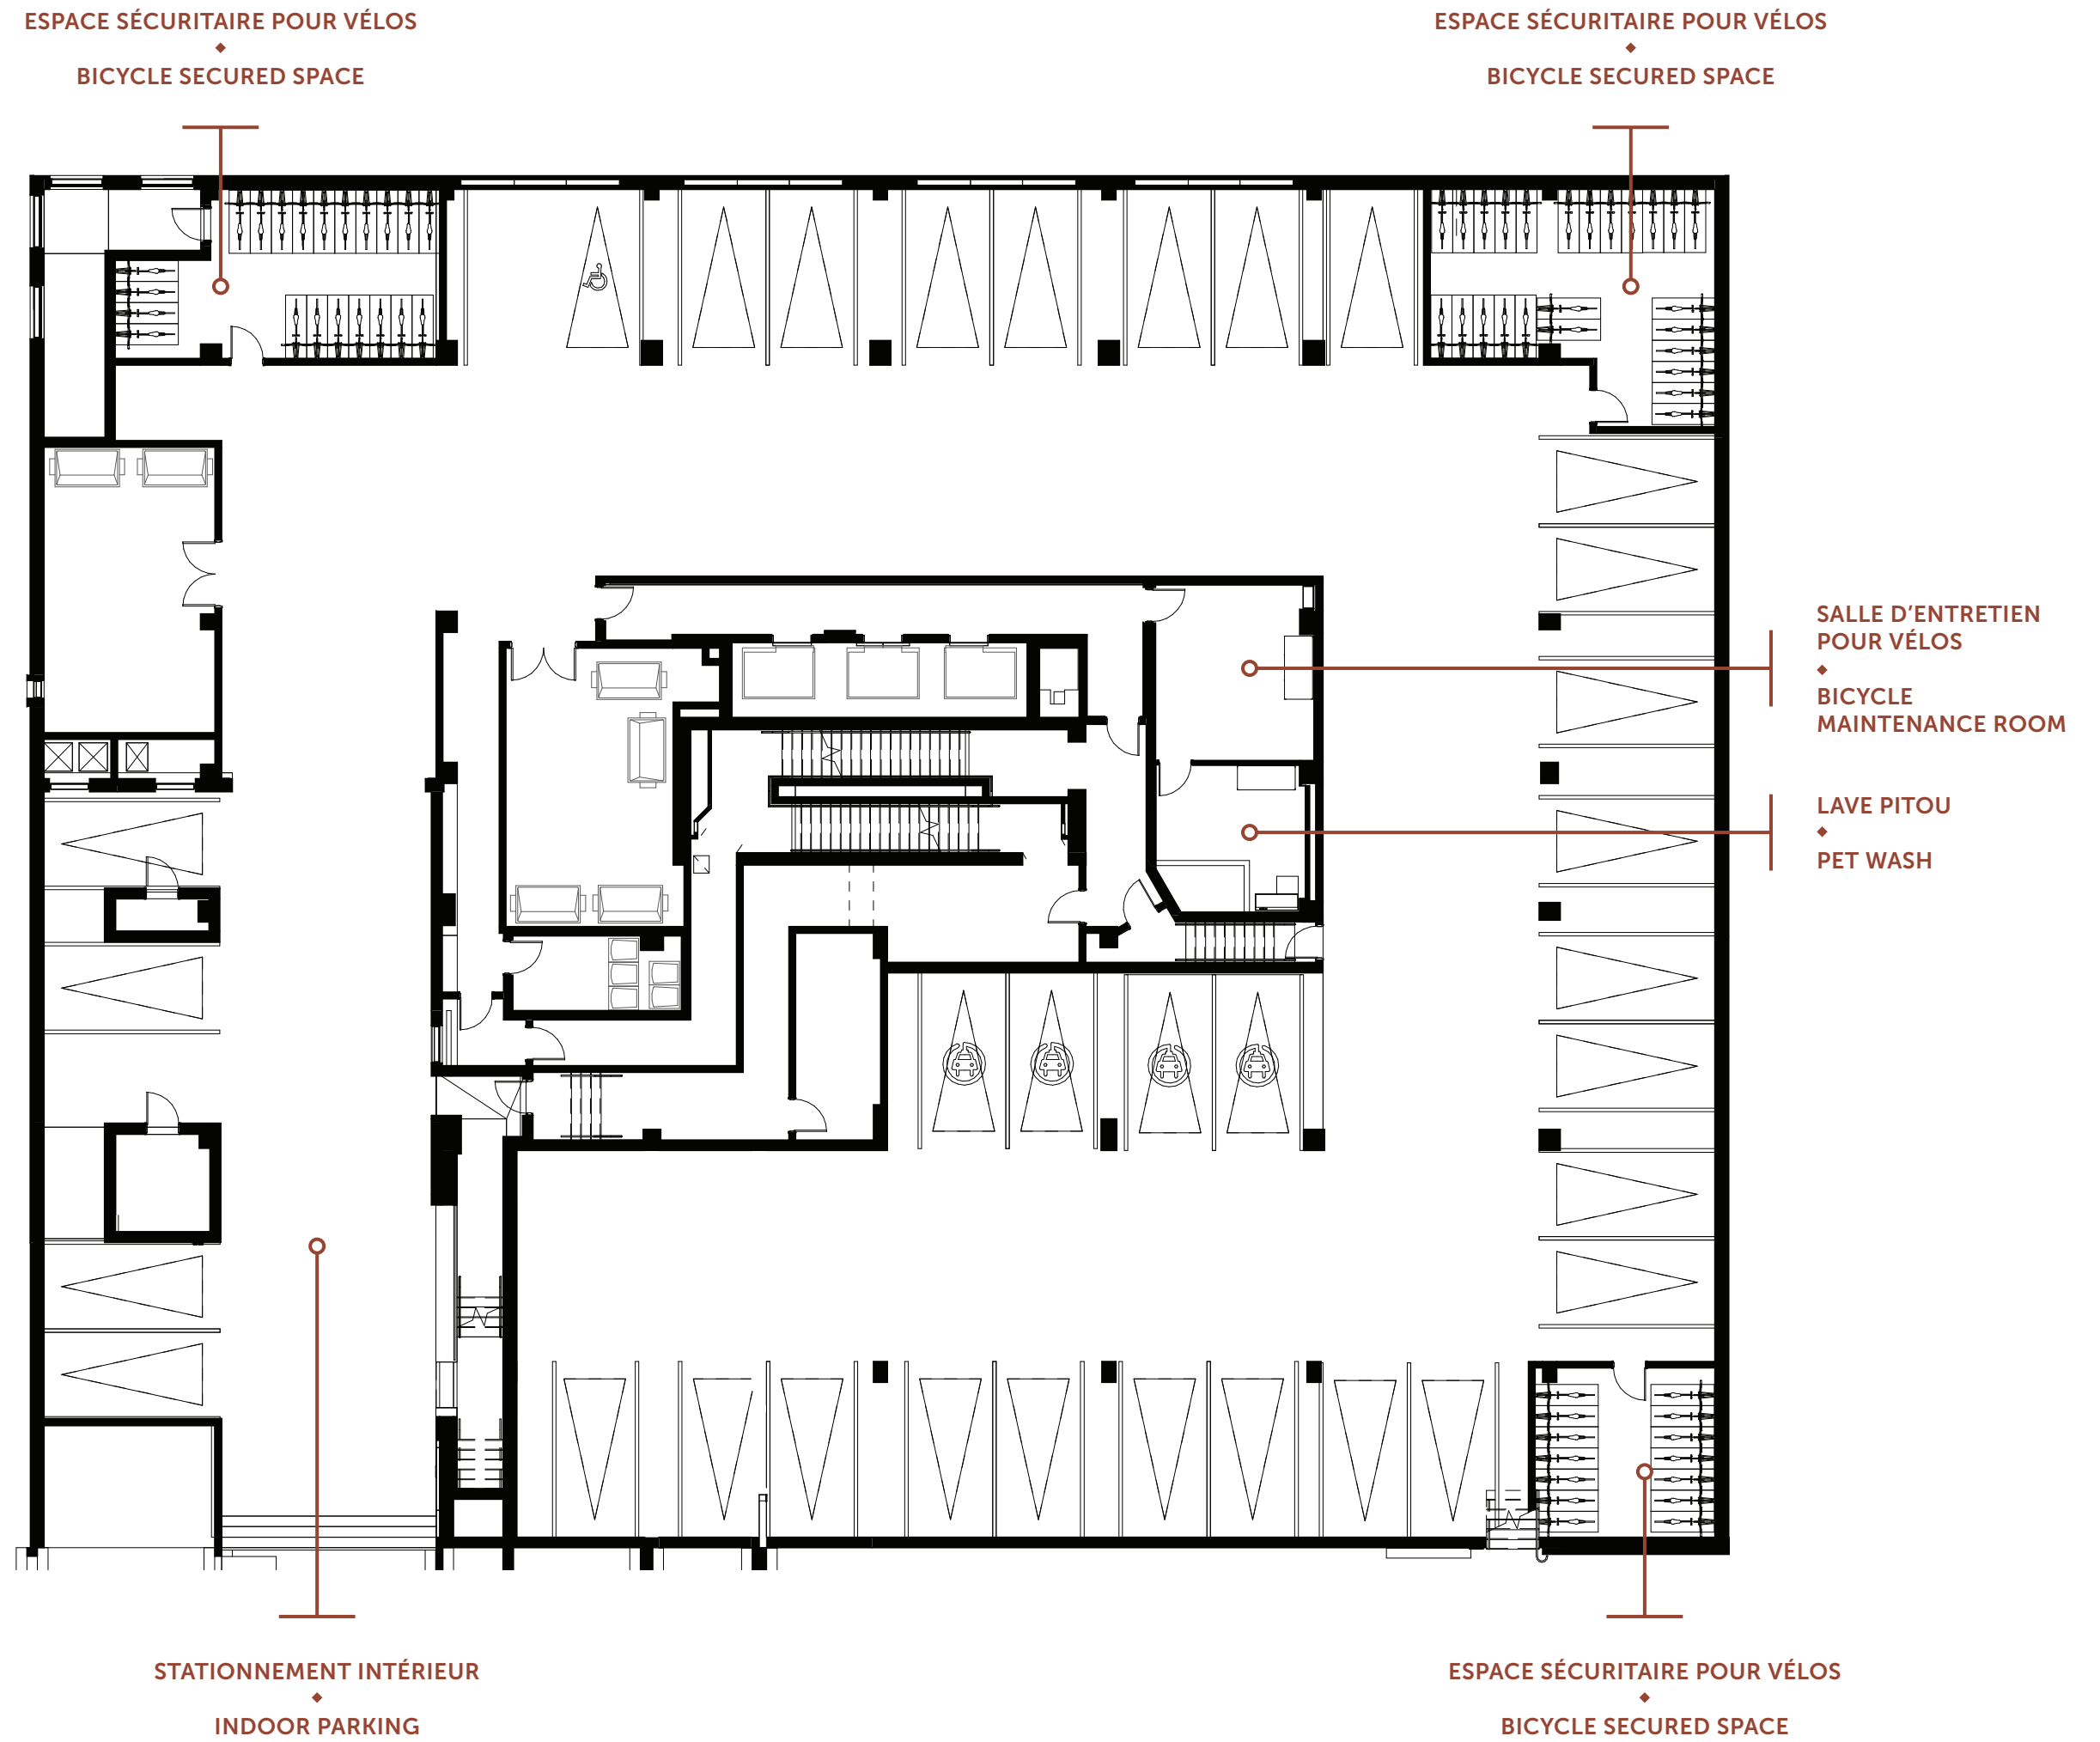 ESPACE SÉCURITAIRE POUR VÉLOS
BICYCLE SECURED SPACE
ESPACE SÉCURITAIRE POUR VÉLOS
BICYCLE SECURED SPACE
SALLE D’ENTRETIEN
POUR VÉLOS
BICYCLE
MAINTENANCE ROOM
LAVE PITOU
PET WASH
STATIONNEMENT INTÉRIEUR
INDOOR PARKING
ESPACE SÉCURITAIRE POUR VÉLOS
BICYCLE SECURED SPACE